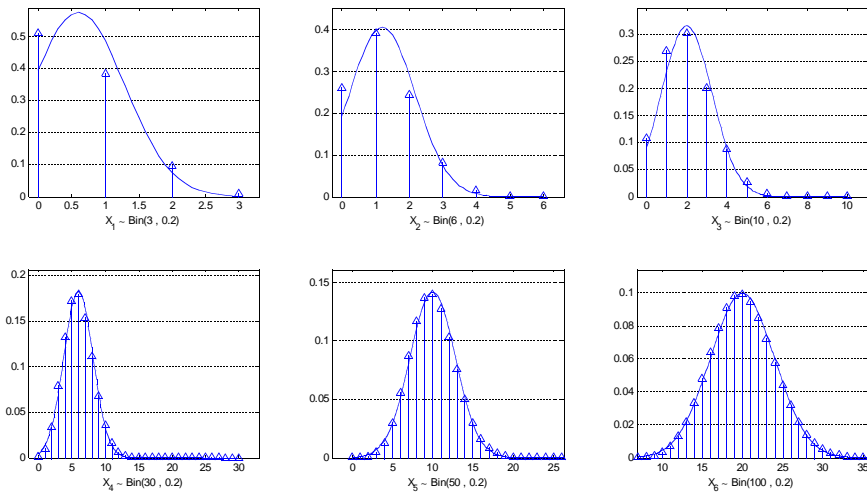 0.5
0.4
0.3
0.2
0.1
0
0 0.5 1 1.5 2 2.5 3
X1 ~ Bin(3 , 0.2)
0.4
0.3
0.2
0.1
0
0 1 2 3 4 5 6
X2 ~ Bin(6 , 0.2)
0.3
0.25
0.2
0.15
0.1
0.05
0
0 2 4 6 8 10
X3 ~ Bin(10 , 0.2)
0.2
0.15
0.1
0.05
0
0 5 10 15 20 25 30
X4 ~ Bin(30 , 0.2)
0.15
0.1
0.05
0
0 5 10 15 20 25
X5 ~ Bin(50 , 0.2)
0.1
0.08
0.06
0.04
0.02
0
10 15 20 25 30 35
X6 ~ Bin(100 , 0.2)